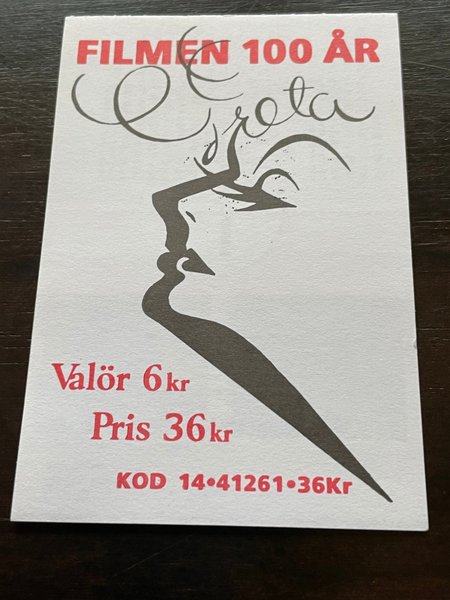 FILMEN 100 ÅR
Greta
Valör 6 kr
Pris 36 kr
KOD 14•41261•36Kr